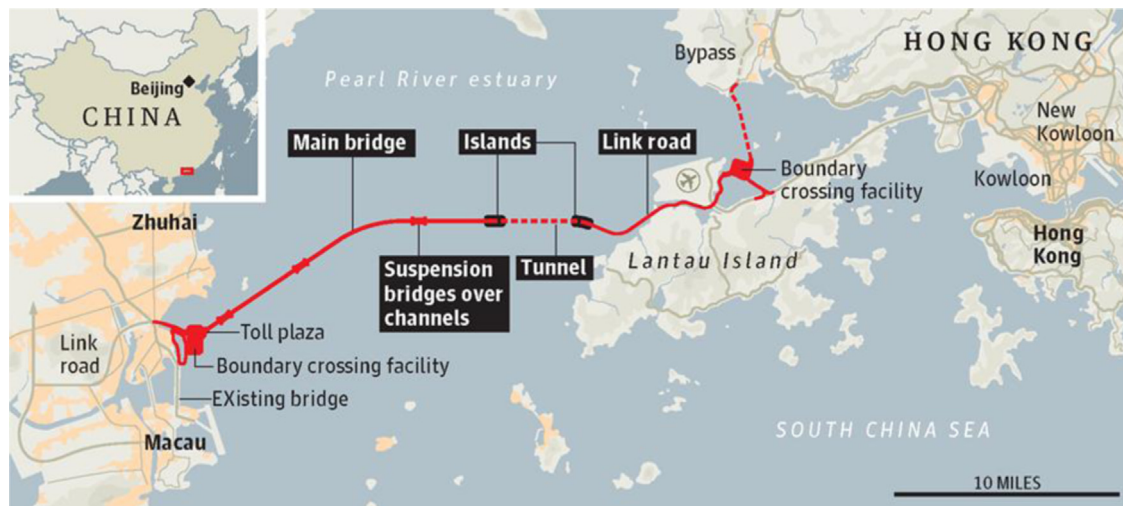 Beijing
CHINA
Pearl River estuary
Bypass
HONG KONG
New
Kowloon
Kowloon
Hong
Kong
Main bridge
Islands
Link road
Boundary
crossing facility
Zhuhai
Suspension
bridges over
channels
Tunnel
Lantau Island
Toll plaza
Link
road
Boundary crossing facility
EXisting bridge
Macau
SOUTH CHINA SEA
10 MILES